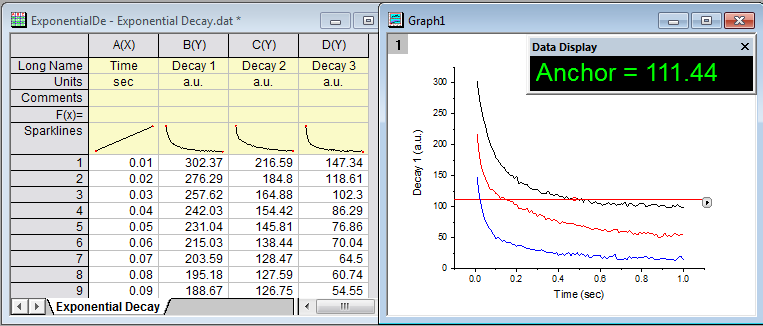 ExponentialDe - Exponential Decay.dat *
A(X) B(Y) C(Y) D(Y)
Long Name Time Decay 1 Decay 2 Decay 3
Units sec a.u. a.u. a.u.
Comments
F(x)=
Sparklines
1 0.01 302.37 216.59 147.34
2 0.02 276.29 184.8 118.61
3 0.03 257.62 164.88 102.3
4 0.04 242.03 154.42 86.29
5 0.05 231.04 145.81 76.86
6 0.06 215.03 138.44 70.04
7 0.07 203.59 128.47 64.5
8 0.08 195.18 127.59 60.74
9 0.09 188.67 126.75 54.55
Exponential Decay
Graph1
1
Data Display
Anchor = 111.44
300
250
200
150
100
50
0
Decay 1 (a.u.)
0.0 0.2 0.4 0.6 0.8 1.0
Time (sec)